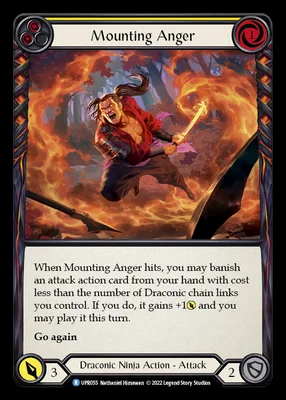 Mounting Anger
When Mounting Anger hits, you may banish
an attack action card from your hand with cost
less than the number of Draconic chain links
you control. If you do, it gains +1 and you
may play it this turn.
Go again
3
Draconic Ninja Action - Attack
2
UPR055 Nathaniel Himawan © 2022 Legend Story Studios